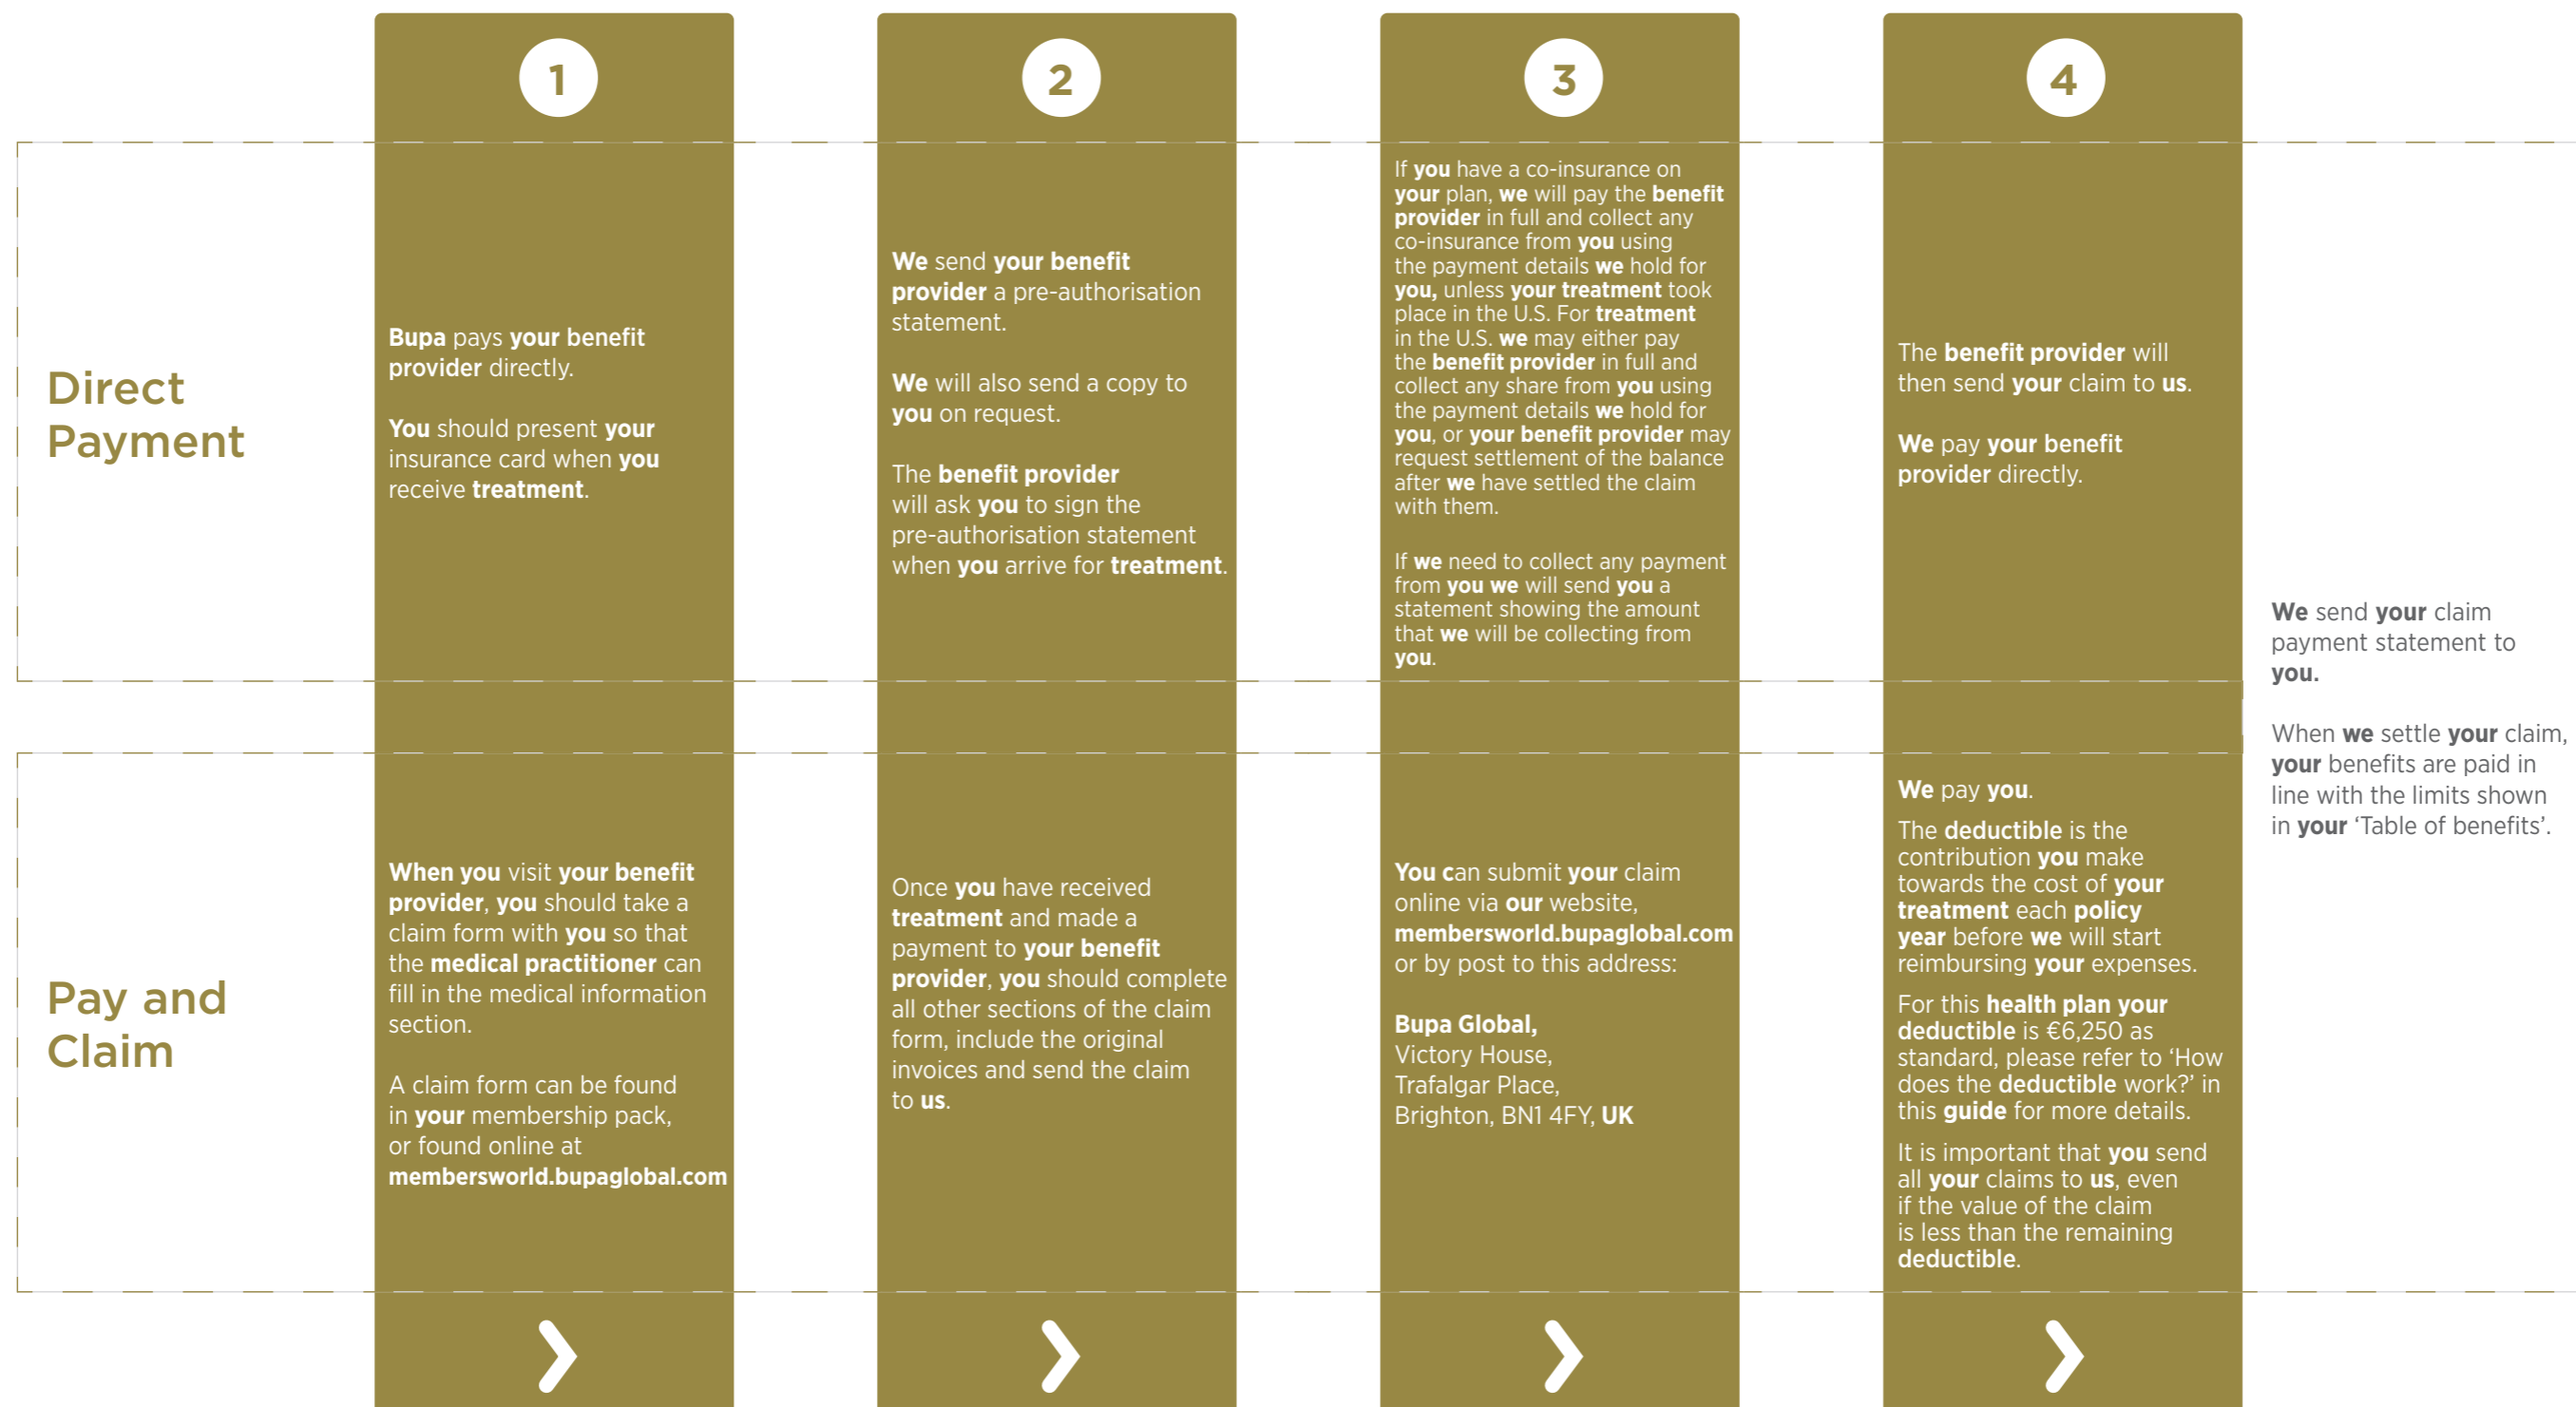 1
2
3
4
Direct
Payment
Bupa pays your benefit
provider directly.
You should present your
insurance card when you
receive treatment.
We send your benefit
provider a pre-authorisation
statement.
We will also send a copy to
you on request.
The benefit provider
will ask you to sign the
pre-authorisation statement
when you arrive for treatment.
If you have a co-insurance on
your plan, we will pay the benefit
provider in full and collect any
co-insurance from you using
the payment details we hold for
you, unless your treatment took
place in the U.S. For treatment
in the U.S. we may either pay
the benefit provider in full and
collect any share from you using
the payment details we hold for
you, or your benefit provider may
request settlement of the balance
after we have settled the claim
with them.
If we need to collect any payment
from you we will send you a
statement showing the amount
that we will be collecting from
you.
The benefit provider will
then send your claim to us.
We pay your benefit
provider directly.
Pay and
Claim
When you visit your benefit
provider, you should take a
claim form with you so that
the medical practitioner can
fill in the medical information
section.
A claim form can be found
in your membership pack,
or found online at
membersworld.bupaglobal.com
Once you have received
treatment and made a
payment to your benefit
provider, you should complete
all other sections of the claim
form, include the original
invoices and send the claim
to us.
You can submit your claim
online via our website,
membersworld.bupaglobal.com
or by post to this address:
Bupa Global,
Victory House,
Trafalgar Place,
Brighton, BN1 4FY, UK
We pay you.
The deductible is the
contribution you make
towards the cost of your
treatment each policy
year before we will start
reimbursing your expenses.
For this health plan your
deductible is €6,250 as
standard, please refer to ‘How
does the deductible work?’ in
this guide for more details.
It is important that you send
all your claims to us, even
if the value of the claim
is less than the remaining
deductible.
We send your claim
payment statement to
you.
When we settle your claim,
your benefits are paid in
line with the limits shown
in your ‘Table of benefits’.